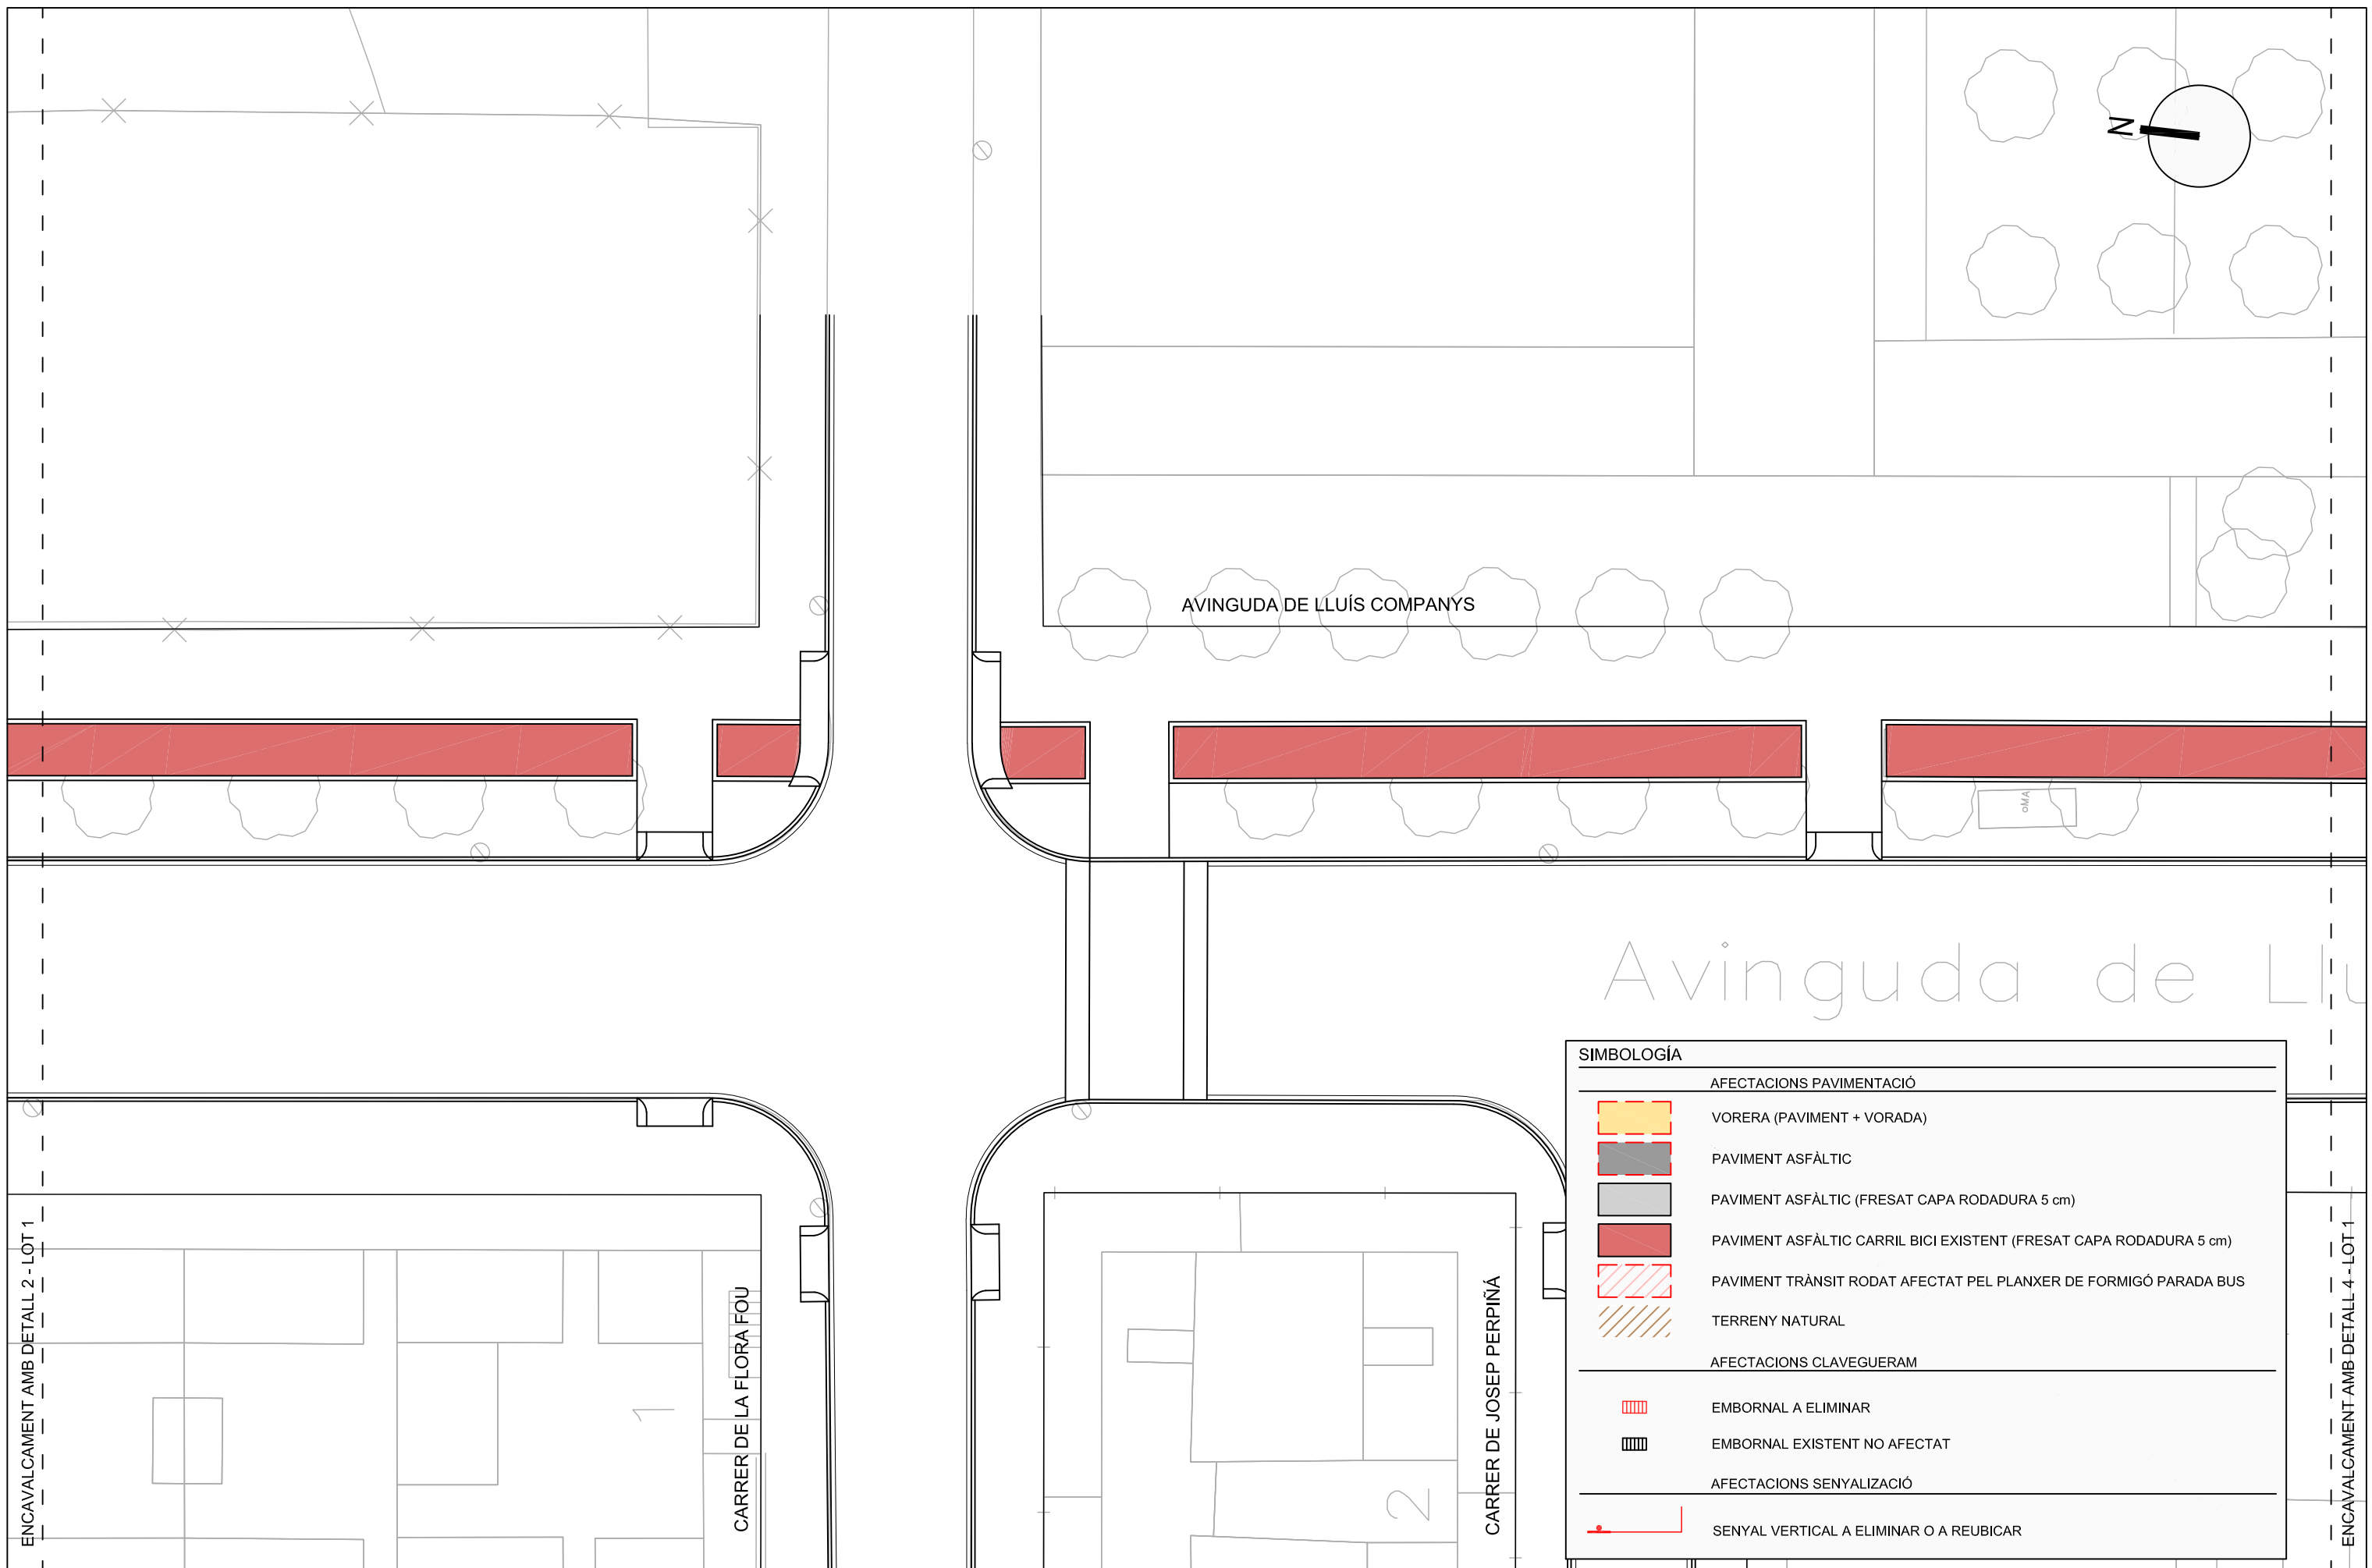 N
AVINGUDA DE LLUÍS COMPANYS
oMA
Avinguda de Llu
ENCAVALCAMENT AMB DETALL 2 - LOT 1
1
CARRER DE LA FLORA FOU
2
CARRER DE JOSEP PERPIÑÁ
SIMBOLOGÍA
AFECTACIONS PAVIMENTACIÓ
VORERA (PAVIMENT + VORADA)
PAVIMENT ASFÀLTIC
PAVIMENT ASFÀLTIC (FRESAT CAPA RODADURA 5 cm)
PAVIMENT ASFÀLTIC CARRIL BICI EXISTENT (FRESAT CAPA RODADURA 5 cm)
PAVIMENT TRÀNSIT RODAT AFECTAT PEL PLANXER DE FORMIGÓ PARADA BUS
TERRENY NATURAL
AFECTACIONS CLAVEGUERAM
EMBORNAL A ELIMINAR
EMBORNAL EXISTENT NO AFECTAT
AFECTACIONS SENYALIZACIÓ
SENYAL VERTICAL A ELIMINAR O A REUBICAR
ENCAVALCAMENT AMB DETALL 4 - LOT 1